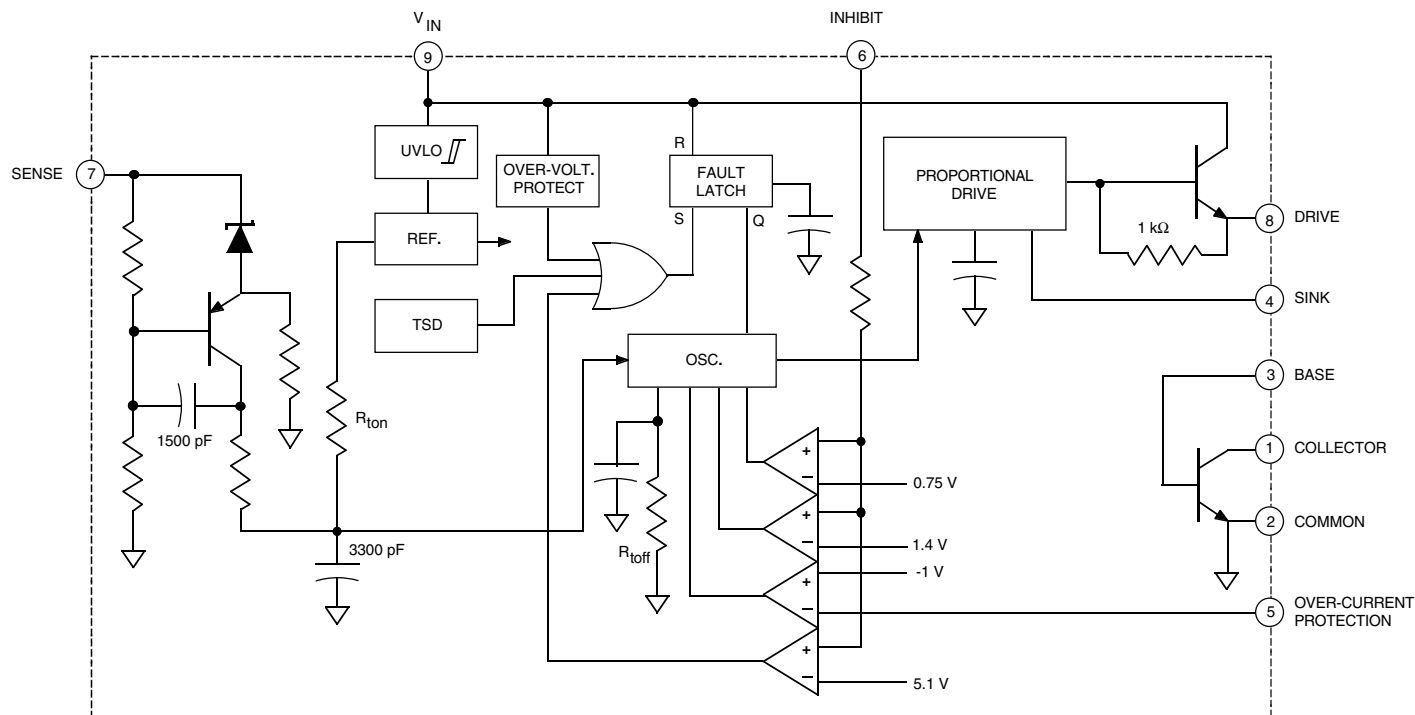 V IN
INHIBIT
9
6
SENSE
7
UVLO
OVER-VOLT.
PROTECT
R
FAULT
LATCH
S
Q
PROPORTIONAL
DRIVE
1 kΩ
8
DRIVE
REF.
TSD
4
SINK
OSC.
3
BASE
1500 pF
Rton
1
COLLECTOR
+
–
0.75 V
2
COMMON
+
–
1.4 V
3300 pF
Rtoff
-1 V
+
–
5
OVER-CURRENT
PROTECTION
+
–
5.1 V